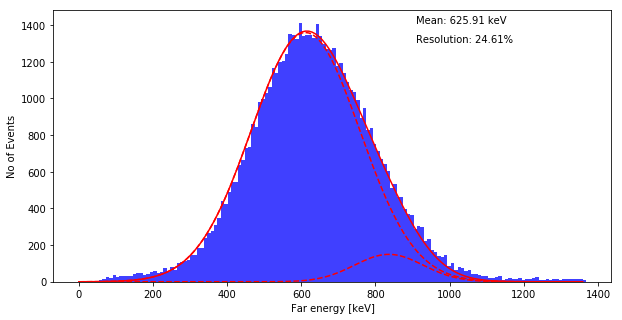 Mean: 625.91 keV
Resolution: 24.61%
No of Events
1400
1200
1000
800
600
400
200
0
0 200 400 600 800 1000 1200 1400
Far energy [keV]